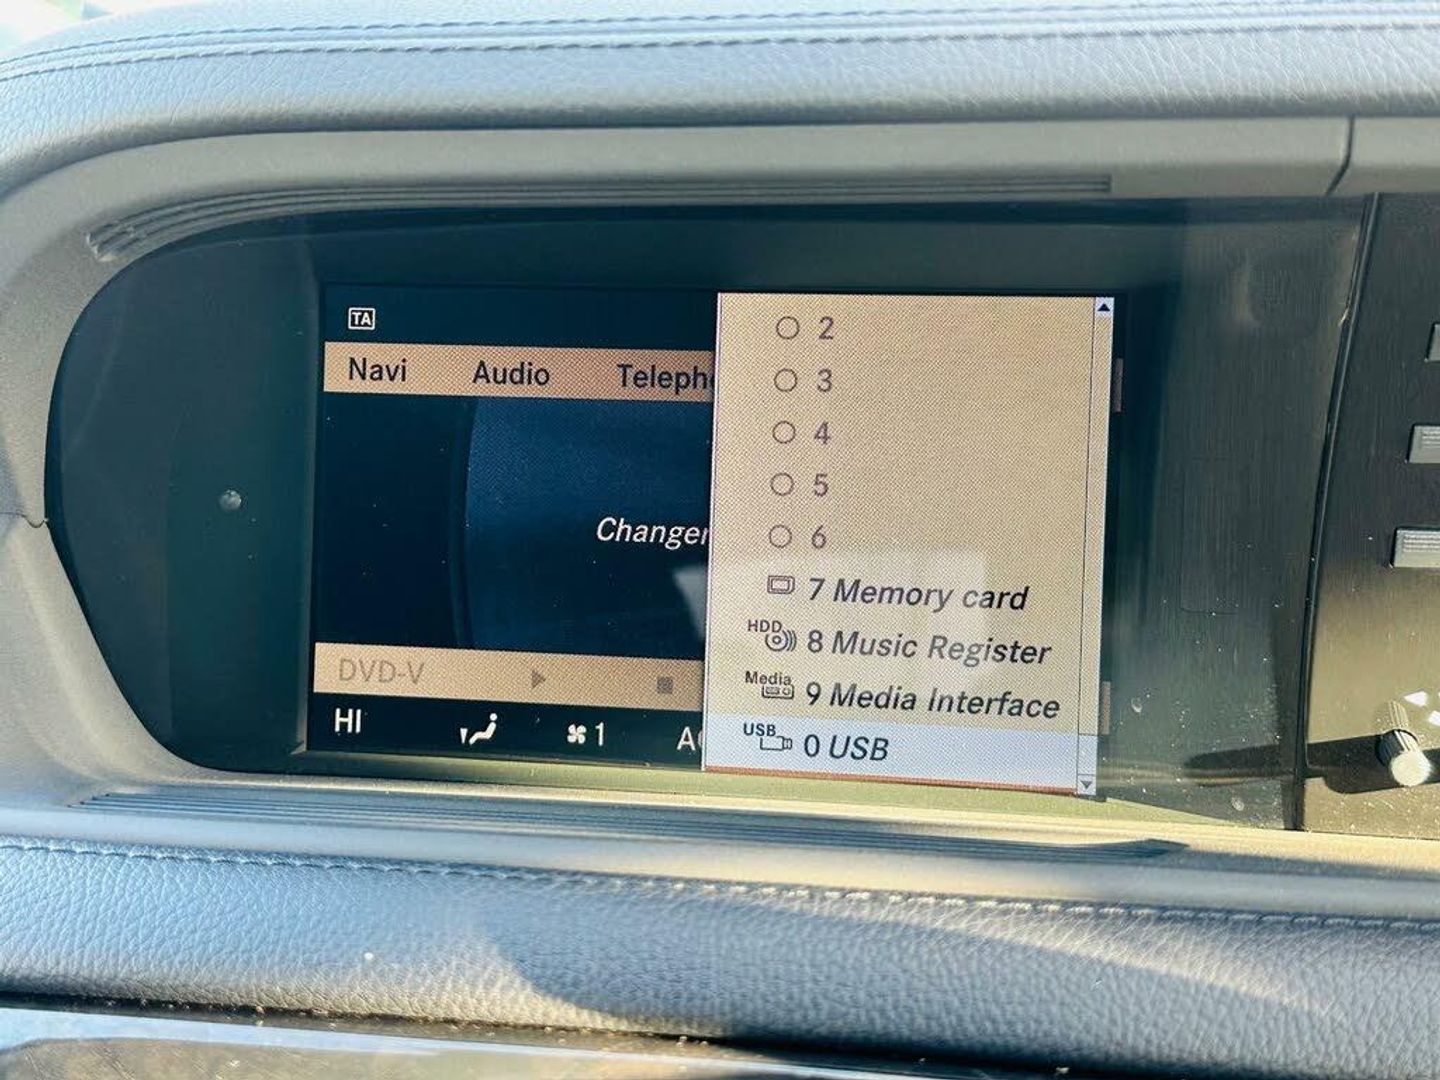 TA
Navi Audio Teleph
2
3
4
5
6
Changer
7 Memory card
HDD 8 Music Register
Media 9 Media Interface
USB 0 USB
DVD-V
HI 1 A